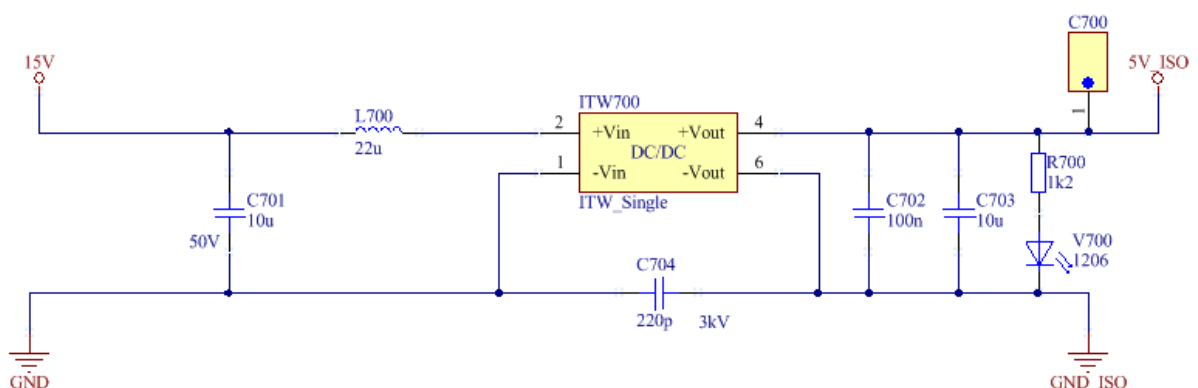 C700
15V
5V_ISO
ITW700
L700
2
+Vin
+Vout
4
1
22u
DC/DC
1
-Vin
-Vout
6
R700
1k2
C701
10u
ITW_Single
C702
100n
C703
10u
50V
V700
1206
C704
220p
3kV
GND
GND_ISO